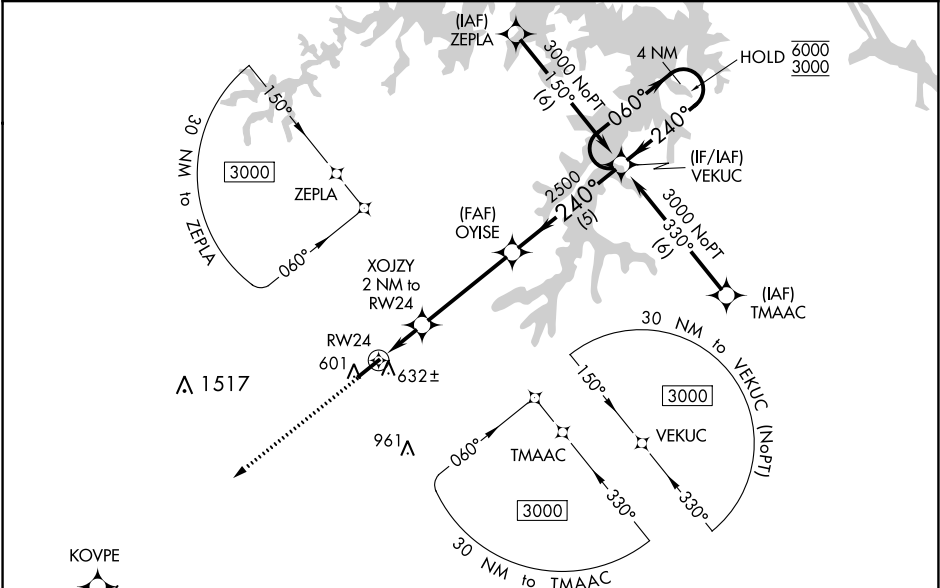 (IAF)
ZEPLA
3000 NoPT
150°
(6)
4 NM
HOLD
6000
3000
060°
240°
(IF/IAF)
VEKUC
2500
240°
(5)
(FAF)
OYISE
3000 NoPT
330°
(6)
(IAF)
TMAAC
150°
30 NM to ZEPLA
3000
ZEPLA
060°
XOJZY
2 NM to
RW24
RW24
601
632±
1517
961
30 NM to VEKUC (NoPT)
150°
3000
VEKUC
330°
TMAAC
060°
330°
3000
30 NM to TMAAC
KOVPE